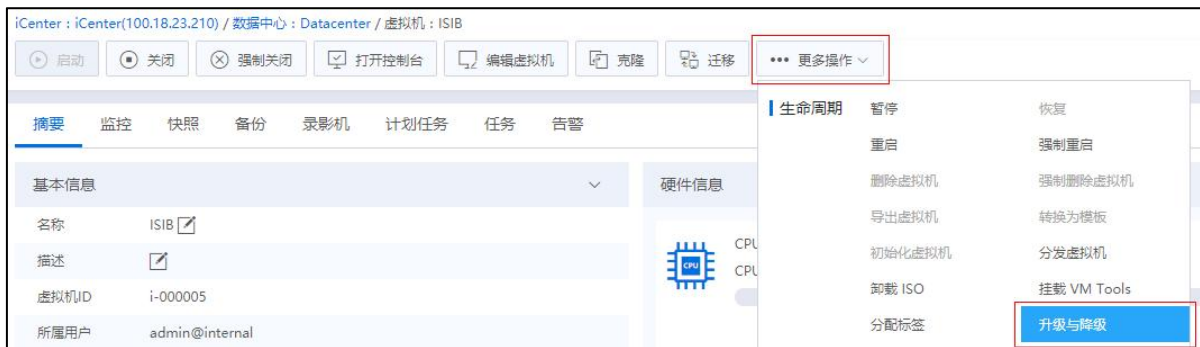 iCenter : iCenter(100.18.23.210) / 数据中心 : Datacenter / 虚拟机 : ISIB
启动 关闭 强制关闭 打开控制台 编辑虚拟机 克隆 迁移 ••• 更多操作
摘要 监控 快照 备份 录影机 计划任务 任务 告警
基本信息
名称 ISIB
描述
虚拟机ID i-000005
所属用户 admin@internal
硬件信息
CPU
CPU
CPU
生命周期 暂停 恢复
重启 强制重启
删除虚拟机 强制删除虚拟机
导出虚拟机 转换为模板
初始化虚拟机 分发虚拟机
卸载 ISO 挂载 VM Tools
分配标签 升级与降级